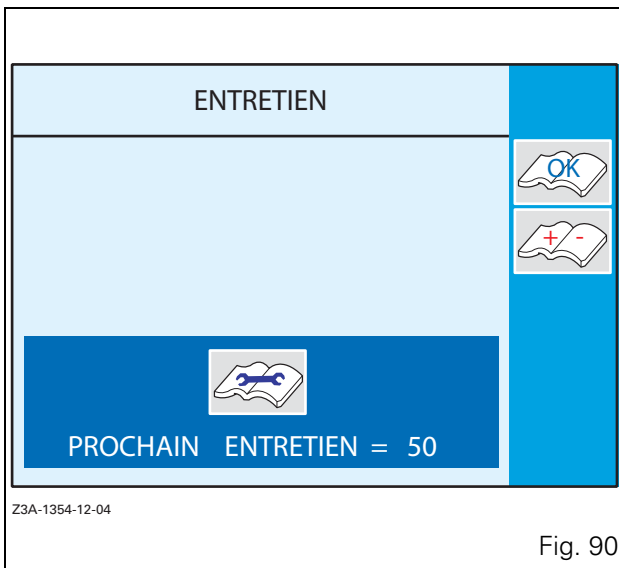 ENTRETIEN
OK
+ -
PROCHAIN ENTRETIEN = 50
Z3A-1354-12-04
Fig. 90